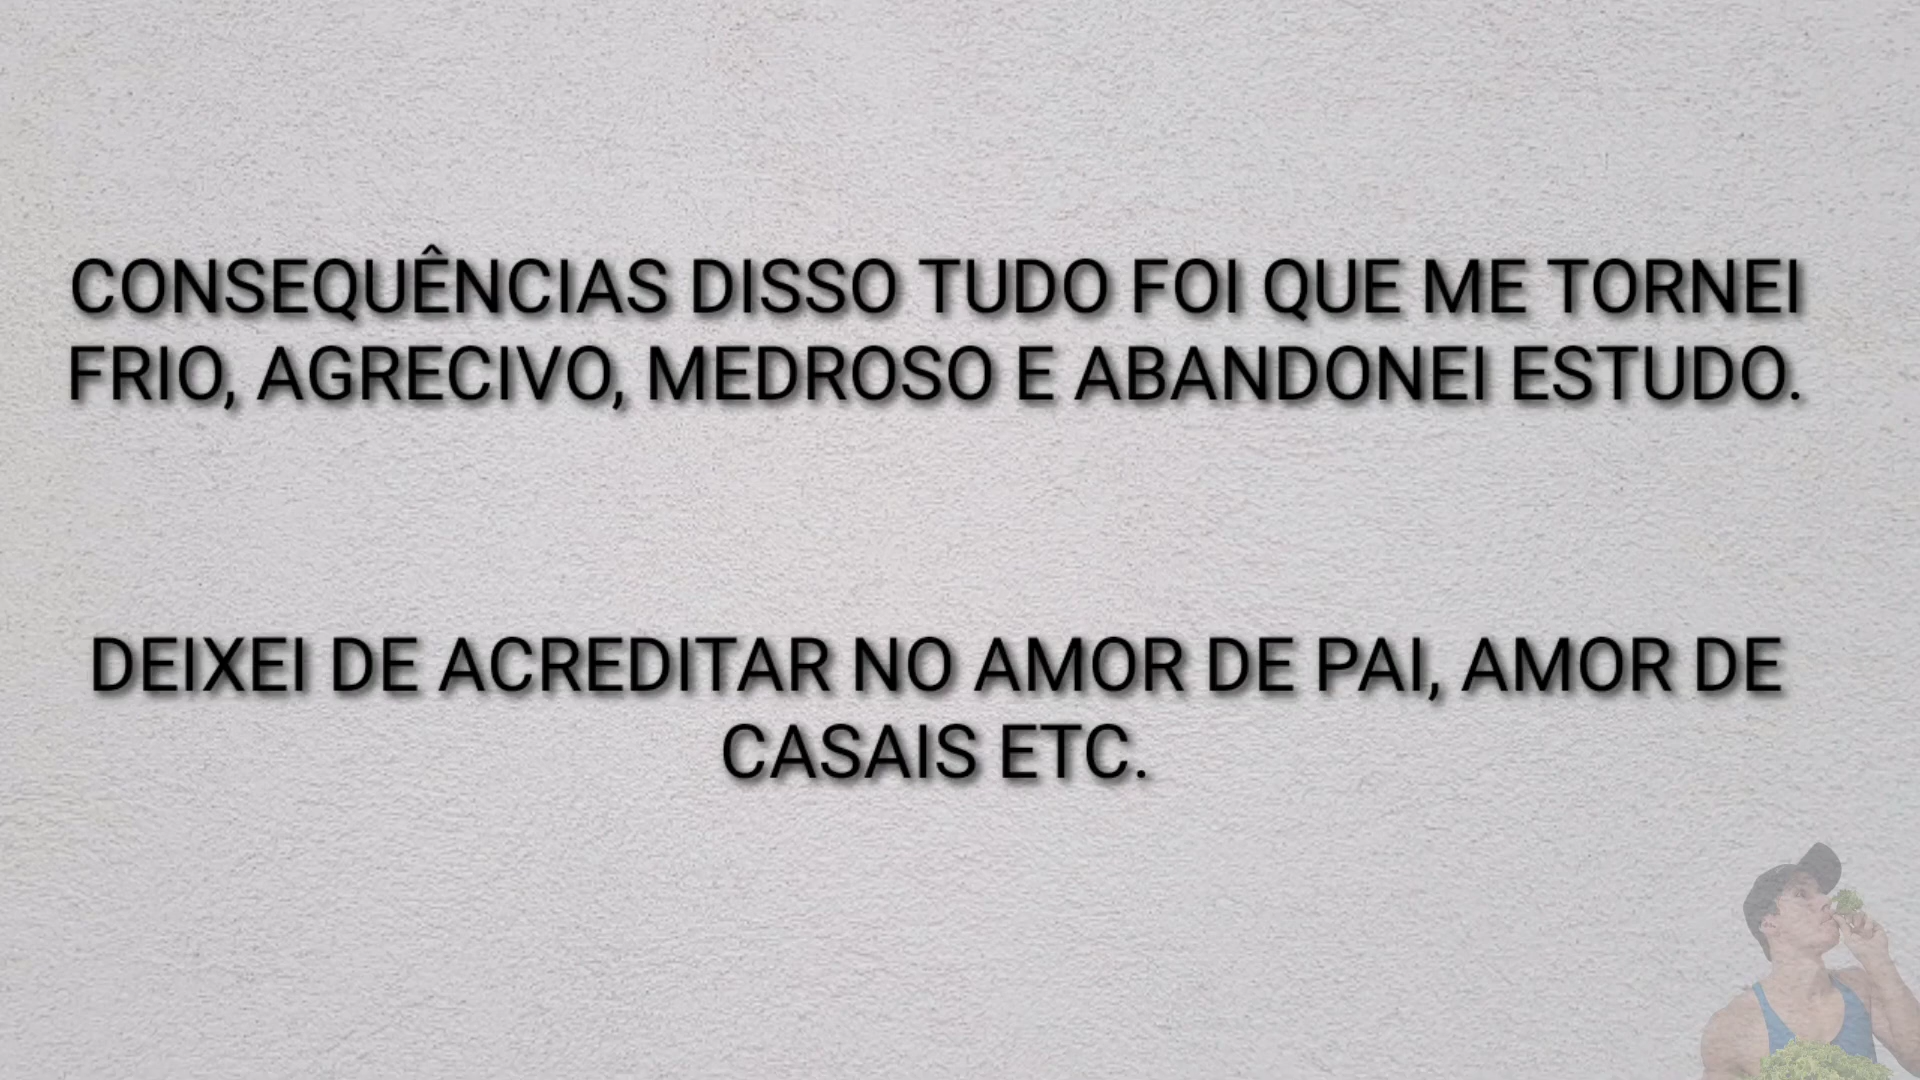 CONSEQUÊNCIAS DISSO TUDO FOI QUE ME TORNEI
FRIO, AGRECIVO, MEDROSO E ABANDONEI ESTUDO.
DEIXEI DE ACREDITAR NO AMOR DE PAI, AMOR DE
CASAIS ETC.